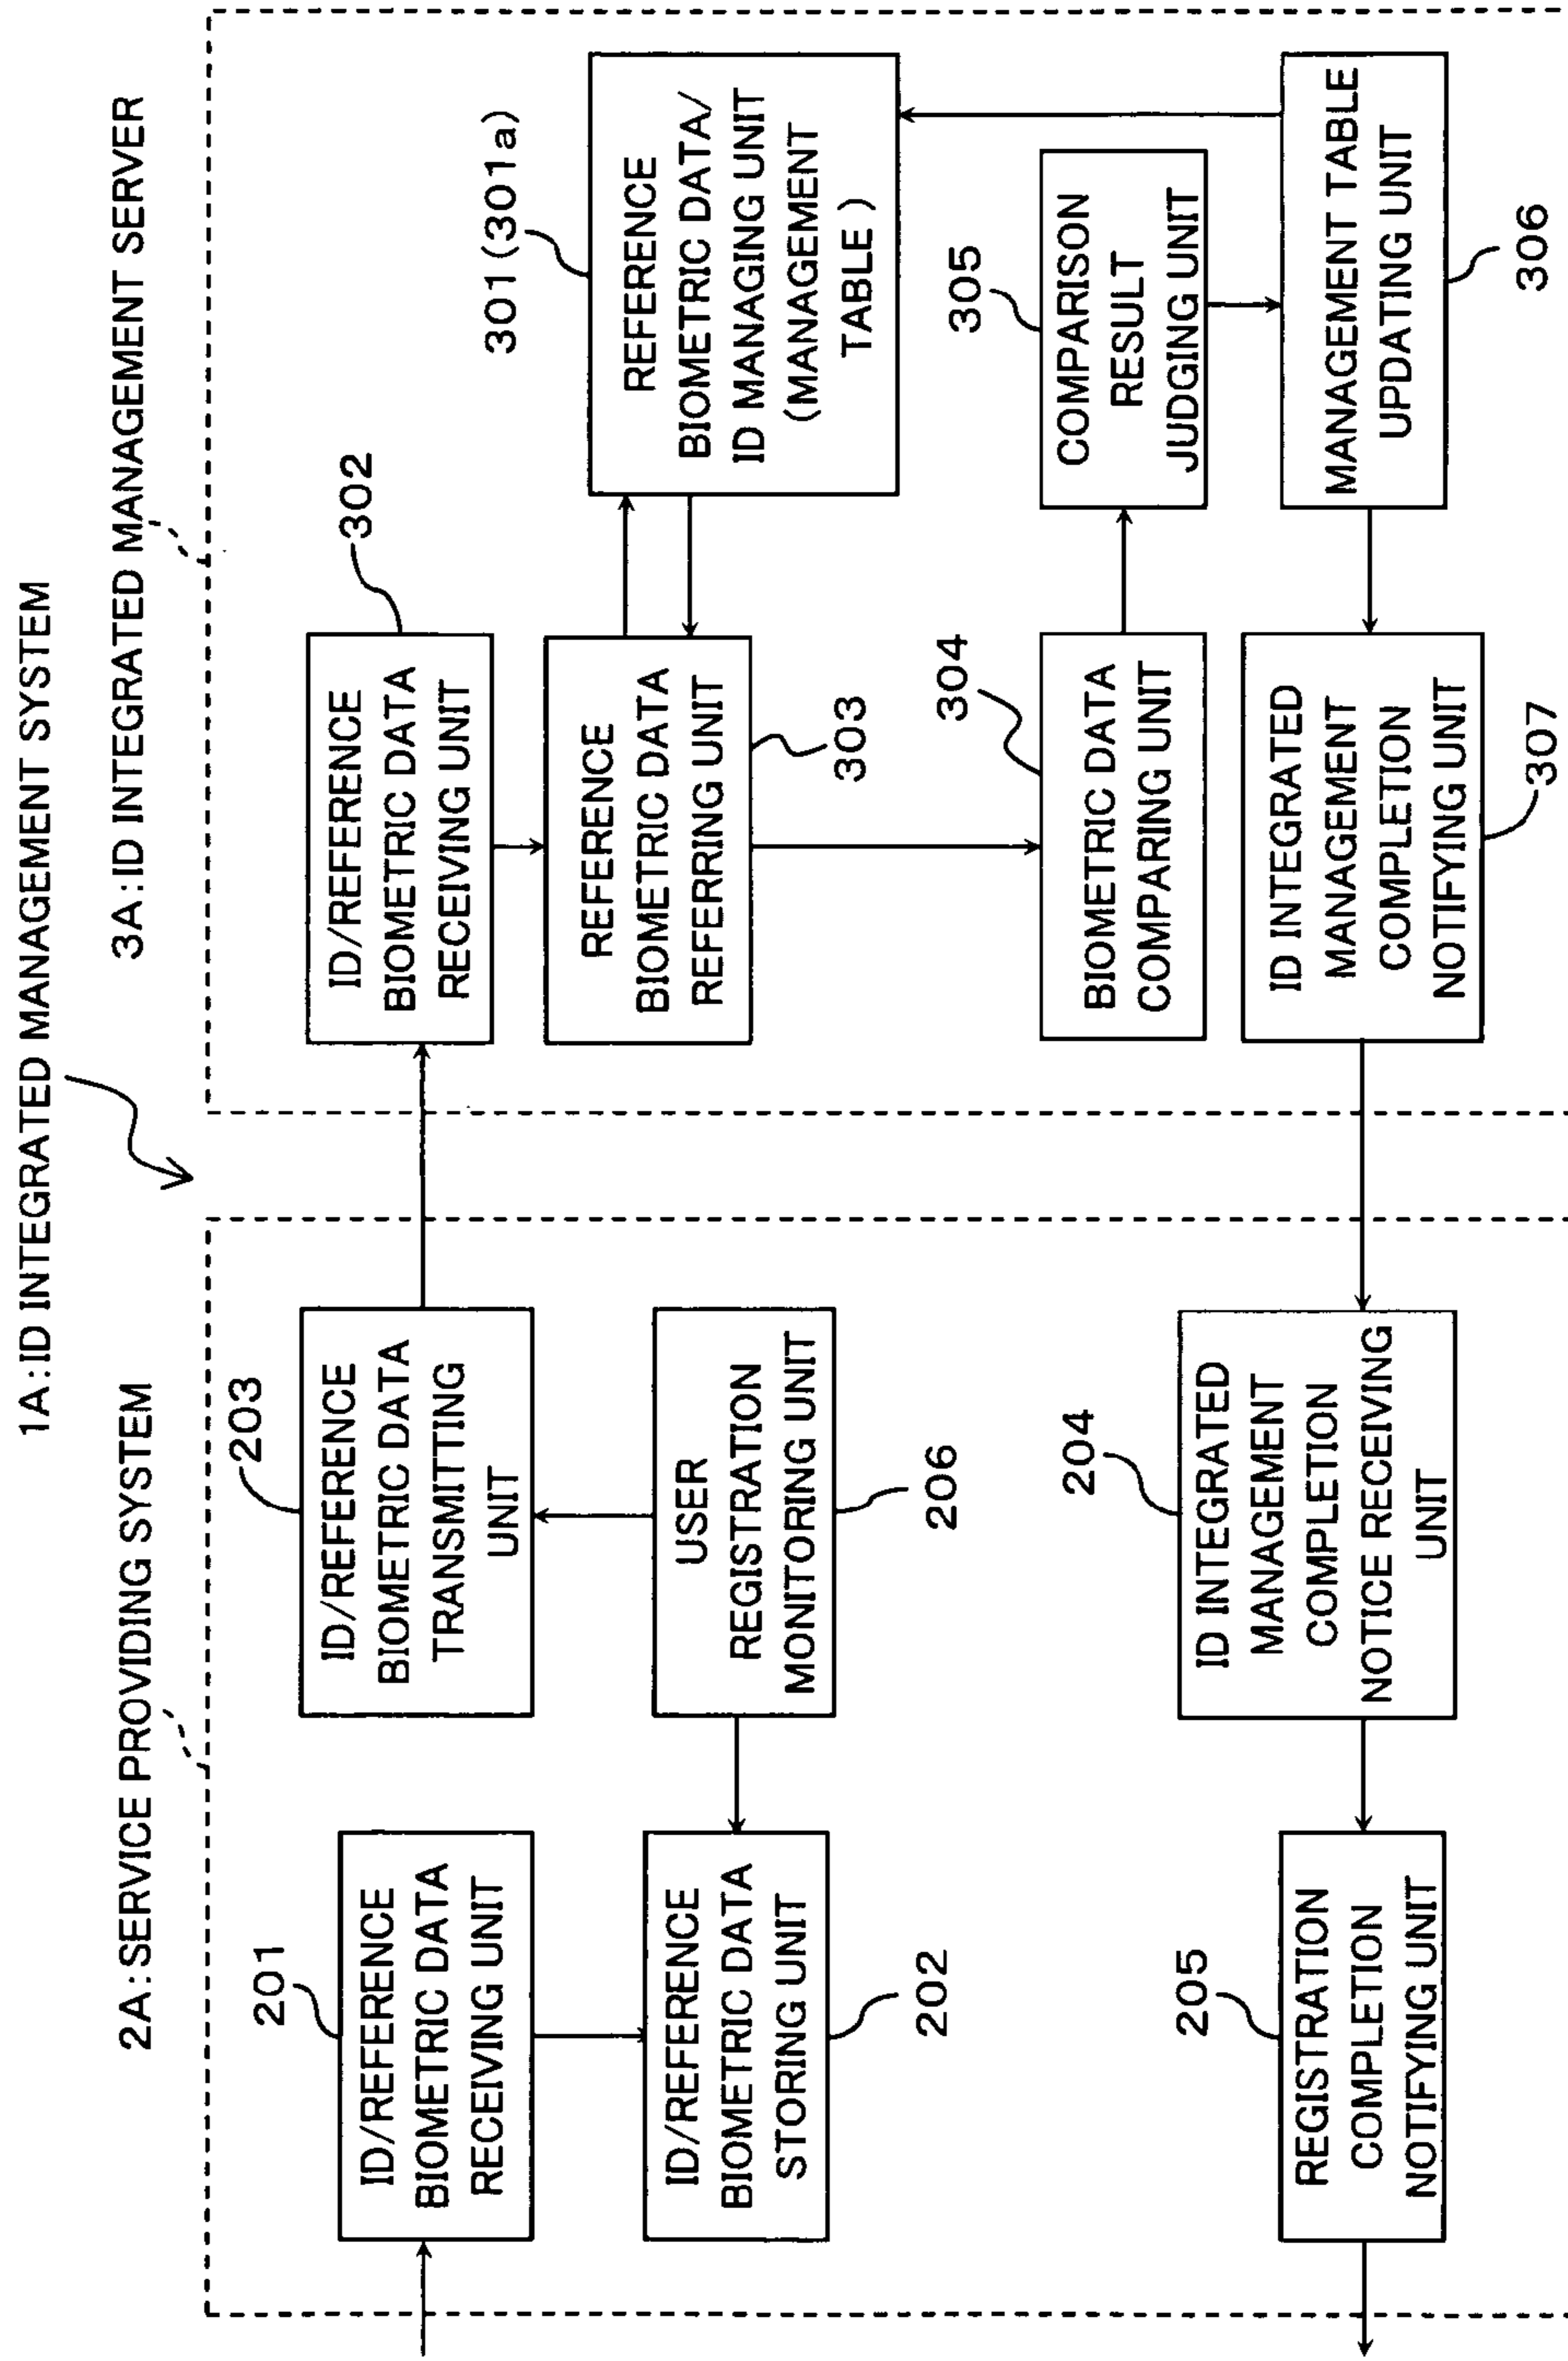 1A:ID INTEGRATED MANAGEMENT SYSTEM
2A:SERVICE PROVIDING SYSTEM
3A:ID INTEGRATED MANAGEMENT SERVER
201
ID/REFERENCE
BIOMETRIC DATA
RECEIVING UNIT
ID/REFERENCE
BIOMETRIC DATA
STORING UNIT
202
203
ID/REFERENCE
BIOMETRIC DATA
TRANSMITTING
UNIT
USER
REGISTRATION
MONITORING UNIT
206
205
REGISTRATION
COMPLETION
NOTIFYING UNIT
204
ID INTEGRATED
MANAGEMENT
COMPLETION
NOTICE RECEIVING
UNIT
302
ID/REFERENCE
BIOMETRIC DATA
RECEIVING UNIT
REFERENCE
BIOMETRIC DATA
REFERRING UNIT
303
301(301a)
REFERENCE
BIOMETRIC DATA/
ID MANAGING UNIT
(MANAGEMENT
TABLE)
304
BIOMETRIC DATA
COMPARING UNIT
305
COMPARISON
RESULT
JUDGING UNIT
ID INTEGRATED
MANAGEMENT
COMPLETION
NOTIFYING UNIT
307
MANAGEMENT TABLE
UPDATING UNIT
306